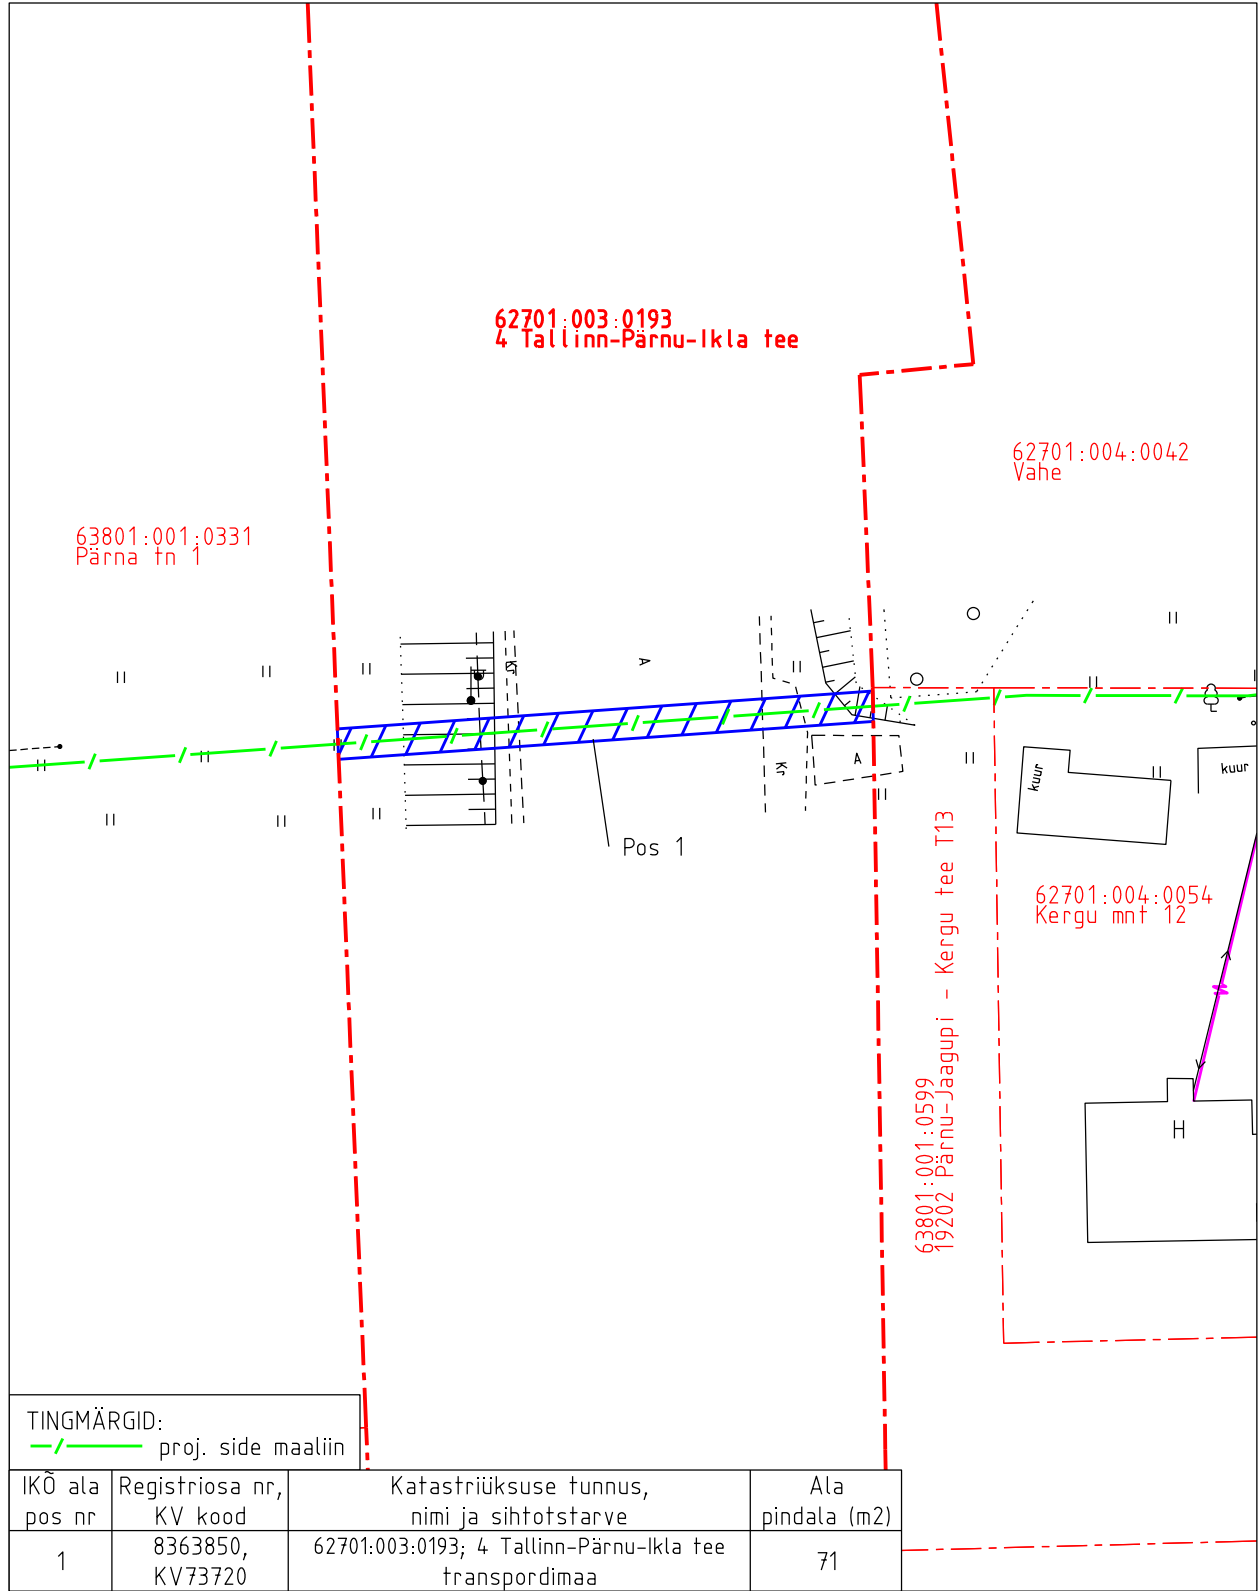 62701:003:0193
4 Tallinn-Pärnu-Ikla tee
62701:004:0042
Vahe
63801:001:0331
Pärna tn 1
Kr
A
Kr
A
kuur
kuur
Pos 1
62701:004:0054
Kergu mnt 12
63801:001:0599
19202 Pärnu-Jaagupi - Kergu tee T13
H
TINGMÄRGID:
proj. side maaliin
IKÕ ala
pos nr
Registriosa nr,
KV kood
Katastriüksuse tunnus,
nimi ja sihtotstarve
Ala
pindala (m2)
1
8363850,
KV73720
62701:003:0193; 4 Tallinn-Pärnu-Ikla tee
transpordimaa
71